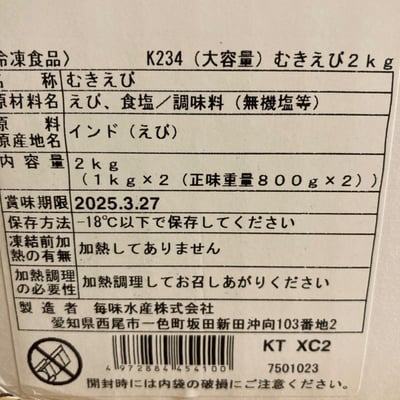 冷凍食品〉 K234（大容量）むきえび２ｋｇ
名 称 むきえび
原材料名 えび、食塩／調味料（無機塩等）
原料原産地名 インド（えび）
内容量 ２ｋｇ
（１ｋｇ×２（正味重量８００ｇ×２））
賞味期限 2025.3.27
保存方法 -18℃以下で保存してください
凍結前加熱の有無 加熱してありません
加熱調理の必要性 加熱調理してお召しあがりください
製造者 毎味水産株式会社
愛知県西尾市一色町坂田新田沖向103番地2
4972884454100
KT XC2
7501023
開封時には内袋の破損にご注意ください。